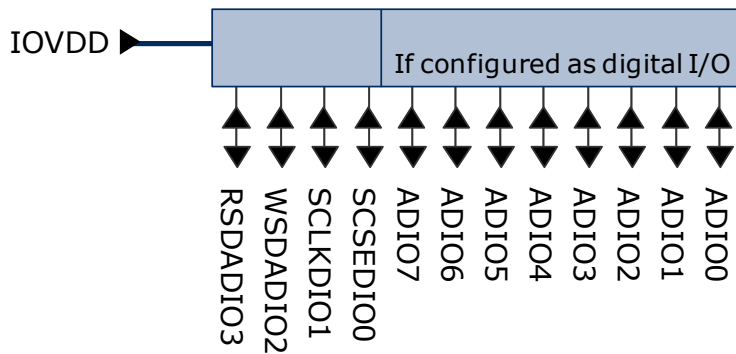 IOVDD
If configured as digital I/O
RSDADIO3
WSDADIO2
SCLKDIO1
SCSEDIO0
ADIO7
ADIO6
ADIO5
ADIO4
ADIO3
ADIO2
ADIO1
ADIO0